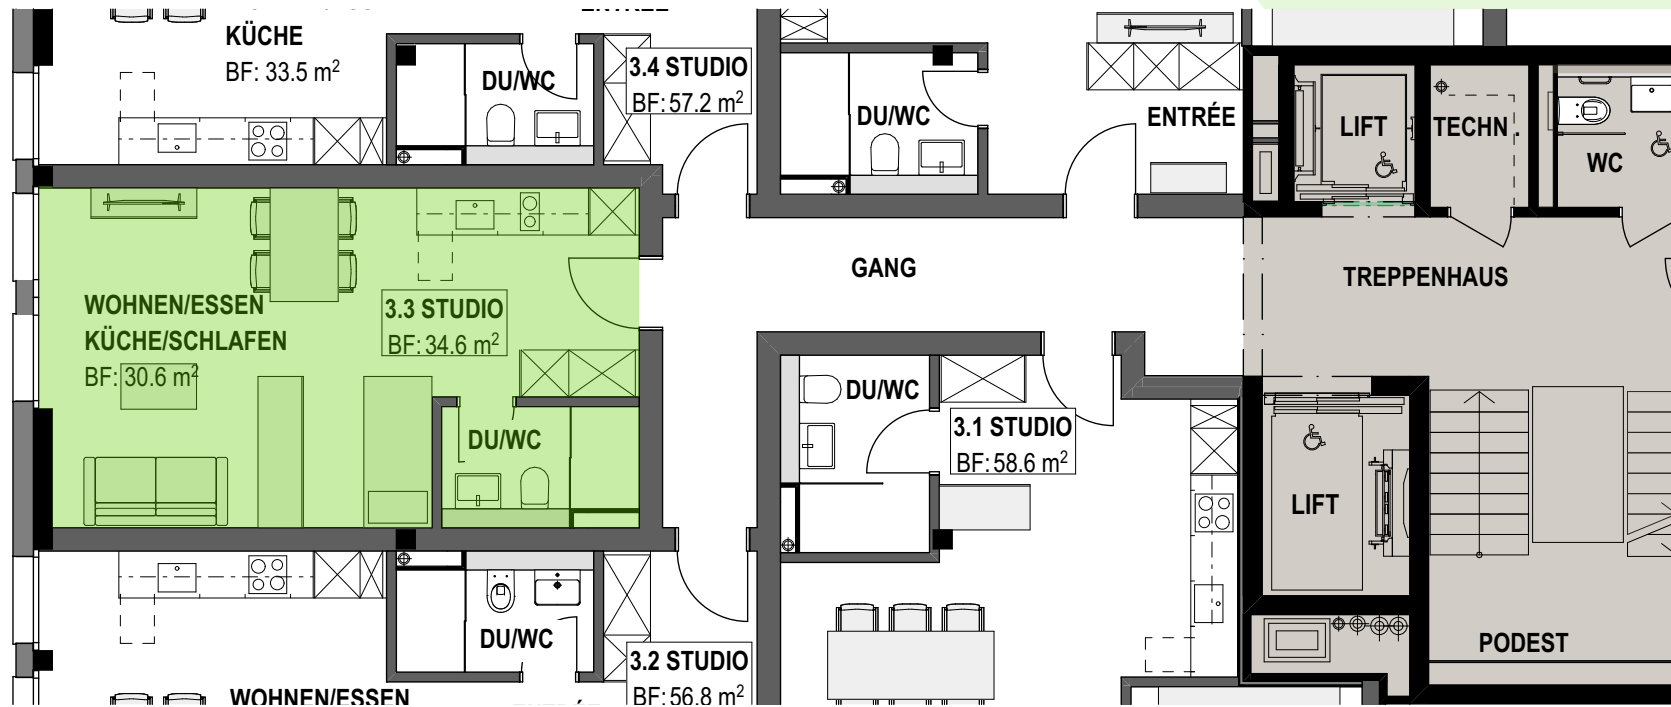 KÜCHE
BF: 33.5 m²
DU/WC
3.4 STUDIO
BF: 57.2 m²
DU/WC
ENTRÉE
LIFT
TECHN.
WC
GANG
TREPPENHAUS
WOHNEN/ESSEN
KÜCHE/SCHLAFEN
BF: 30.6 m²
3.3 STUDIO
BF: 34.6 m²
DU/WC
DU/WC
3.1 STUDIO
BF: 58.6 m²
LIFT
DU/WC
3.2 STUDIO
BF: 56.8 m²
PODEST
WOHNEN/ESSEN